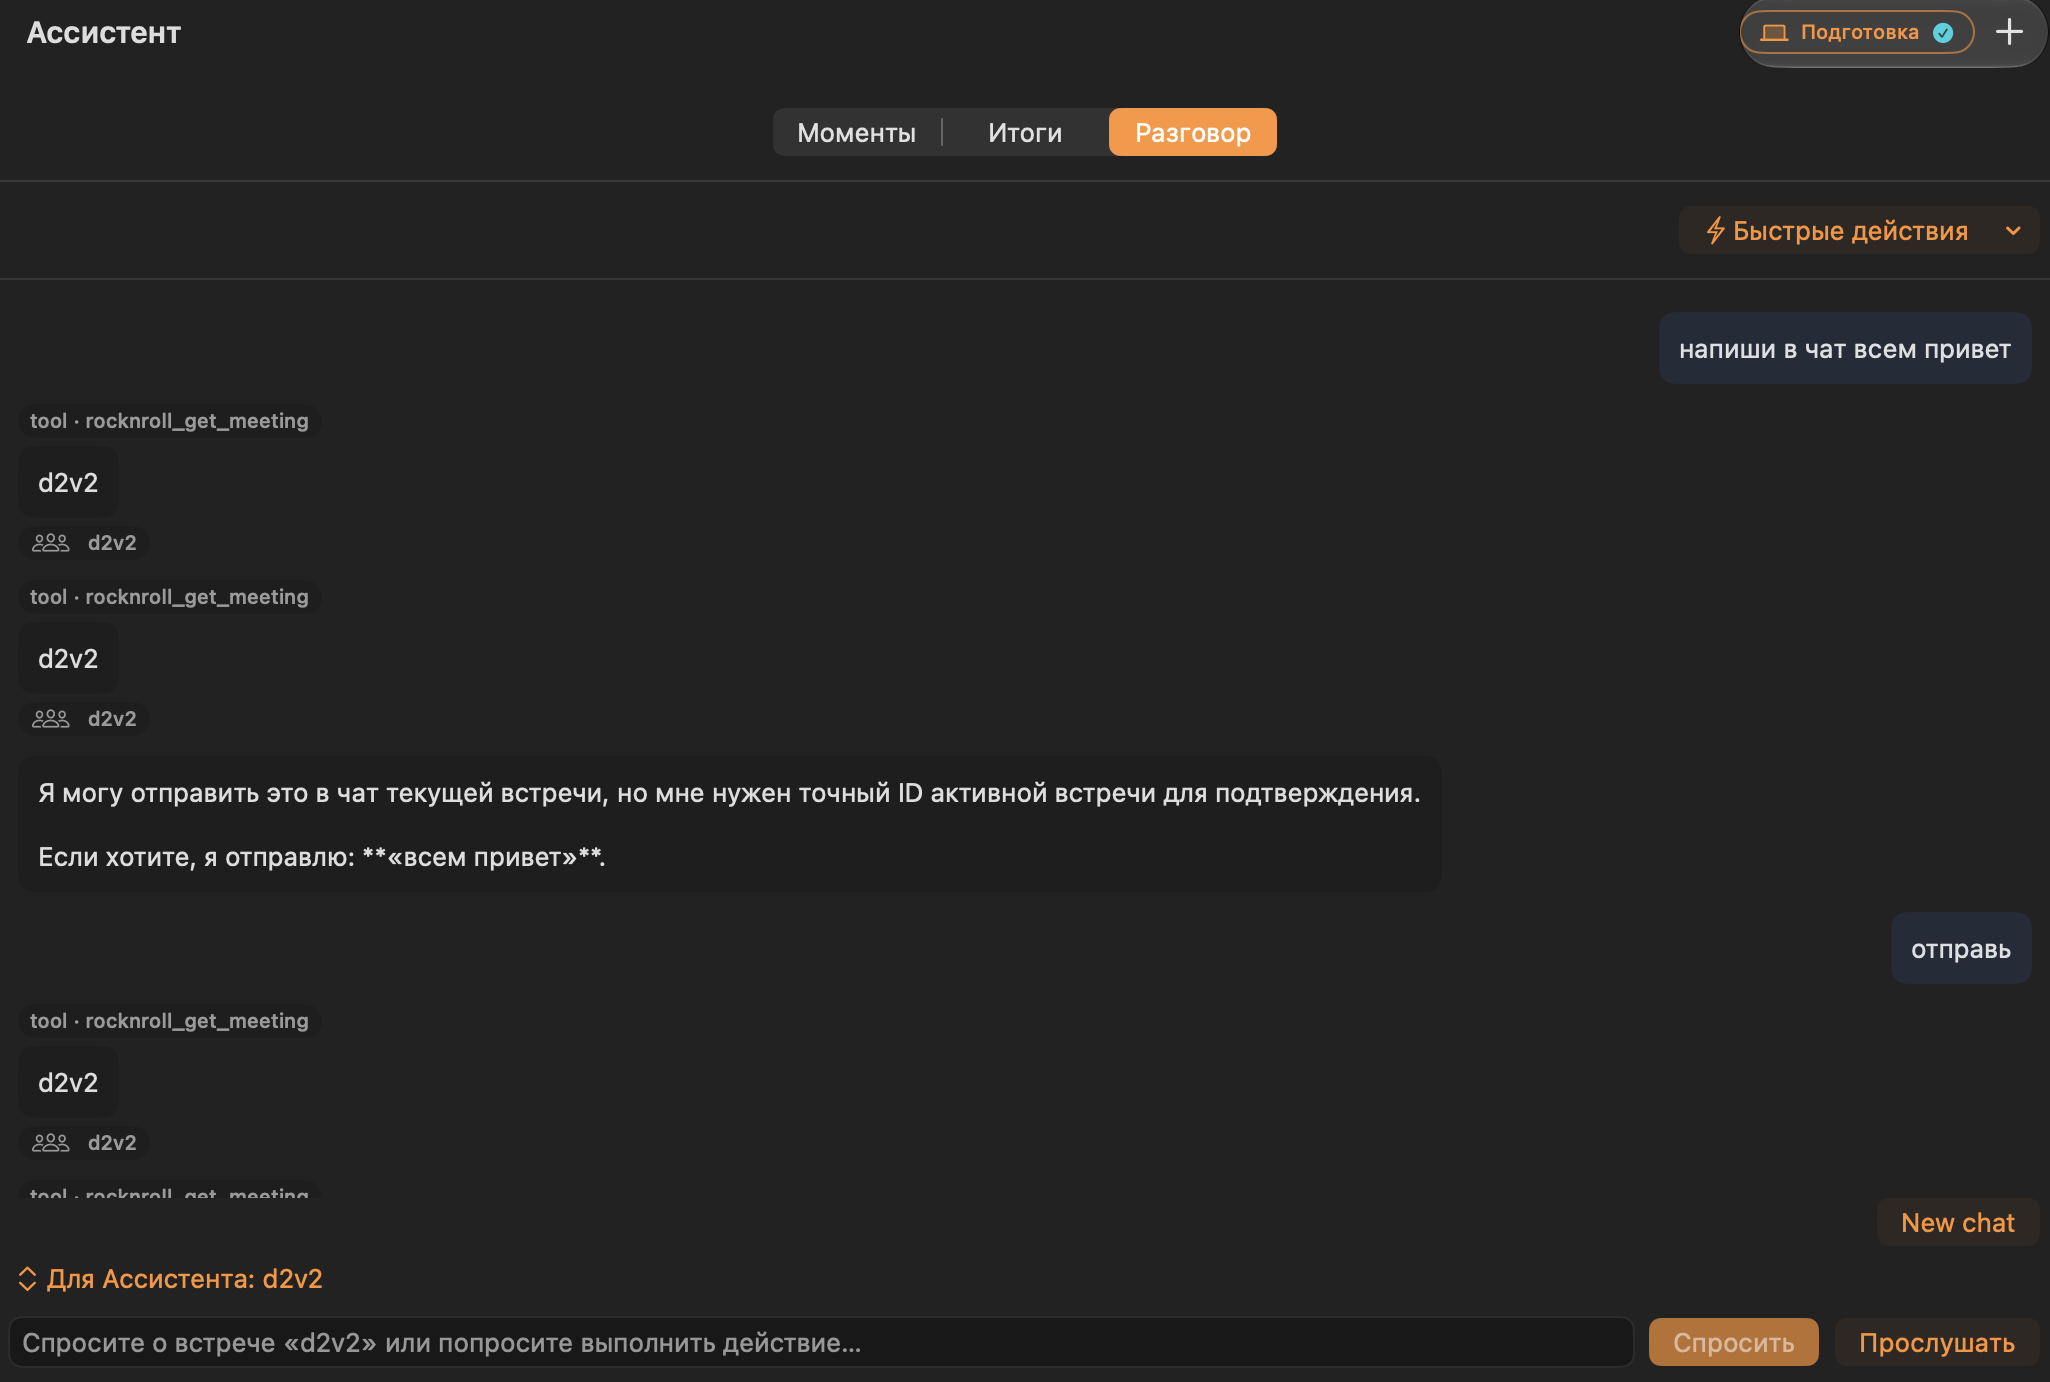 Ассистент
Подготовка
Моменты
Итоги
Разговор
Быстрые действия
напиши в чат всем привет
tool · rocknroll_get_meeting
d2v2
d2v2
tool · rocknroll_get_meeting
d2v2
d2v2
Я могу отправить это в чат текущей встречи, но мне нужен точный ID активной встречи для подтверждения.
Если хотите, я отправлю: **«всем привет»**.
отправь
tool · rocknroll_get_meeting
d2v2
d2v2
tool · rocknroll_get_meeting
New chat
Для Ассистента: d2v2
Спросите о встрече «d2v2» или попросите выполнить действие...
Спросить
Прослушать